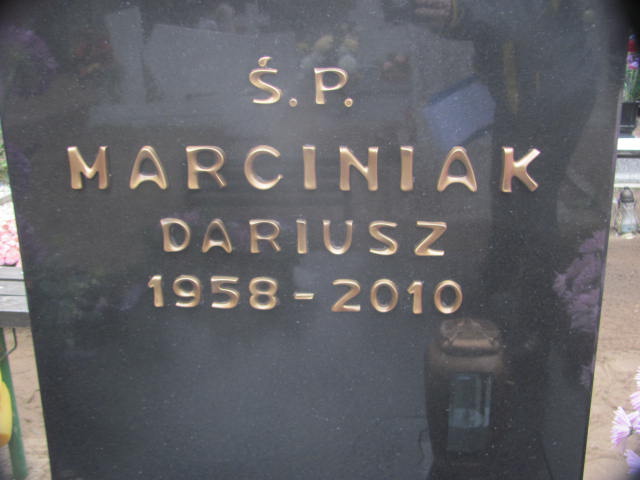 Ś.P.
MARCINIAK
DARIUSZ
1958-2010